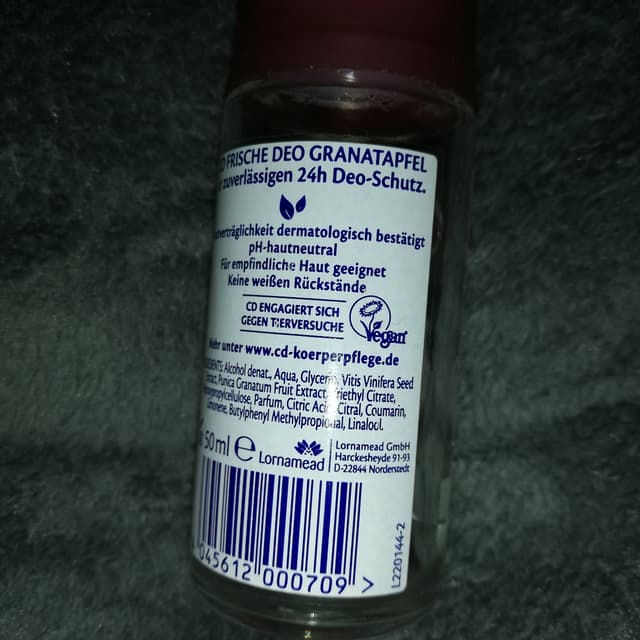 FRISCHE DEO GRANATAPFEL
zuverlässigen 24h Deo-Schutz.
dermatologisch bestätigt
pH-hautneutral
Für empfindliche Haut geeignet
Keine weißen Rückstände
CD ENGAGIERT SICH
GEGEN TIERVERSUCHE
Vegan
Mehr unter www.cd-koerperpflege.de
Alcohol denat., Aqua, Glycerin, Vitis Vinifera Seed
Punica Granatum Fruit Extract, Triethyl Citrate,
Parfum, Citric Acid, Citral, Coumarin,
Butylphenyl Methylpropional, Linalool.
50ml e
Lornamead
Lornamead GmbH
Harckesheyde 91-93
D-22844 Norderstedt
045612 000709 >
L220144-2